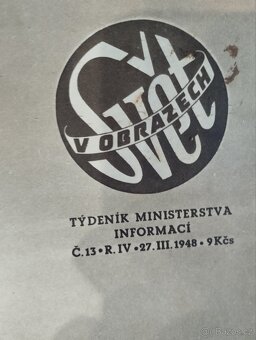 Svět
V OBRAZECH
TÝDENÍK MINISTERSTVA
INFORMACÍ
Č. 13 • R. IV • 27. III. 1948 • 9 Kčs